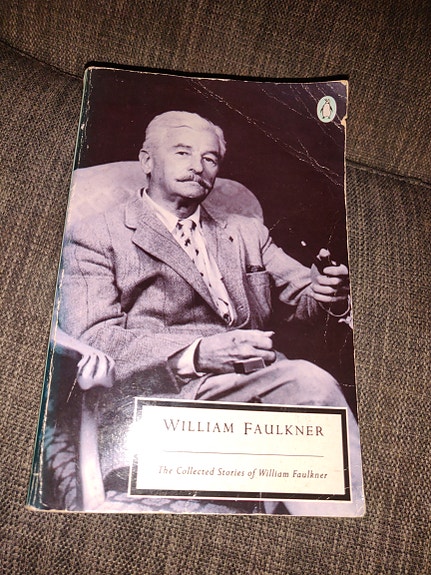 WILLIAM FAULKNER
The Collected Stories of William Faulkner